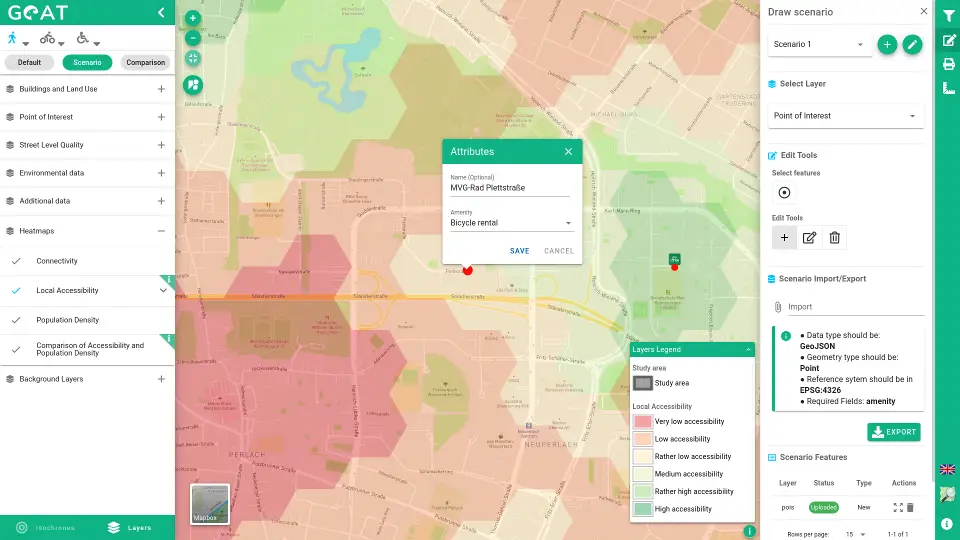 GOAT
Default
Scenario
Comparison
Buildings and Land Use
Point of Interest
Street Level Quality
Environmental data
Additional data
Heatmaps
Connectivity
Local Accessibility
Population Density
Comparison of Accessibility and
Population Density
Background Layers
Isochrones
Layers
Attributes
Name (Optional)
MVG-Rad Plettstraße
Amenity
Bicycle rental
SAVE
CANCEL
Ständlerstraße
Ständlerstraße
Ständlerstraße
PERLACH
NEUPERLACH
Mapbox
Layers Legend
Study area
Study area
Local Accessibility
Very low accessibility
Low accessibility
Rather low accessibility
Medium accessibility
Rather high accessibility
High accessibility
Draw scenario
Scenario 1
Select Layer
Point of Interest
Edit Tools
Select features
Edit Tools
Scenario Import/Export
Import
● Data type should be:
GeoJSON
● Geometry type should be:
Point
● Reference sytem should be in
EPSG:4326
● Required Fields: amenity
EXPORT
Scenario Features
Layer Status Type Actions
pois Uploaded New
Rows per page: 15 1-1 of 1